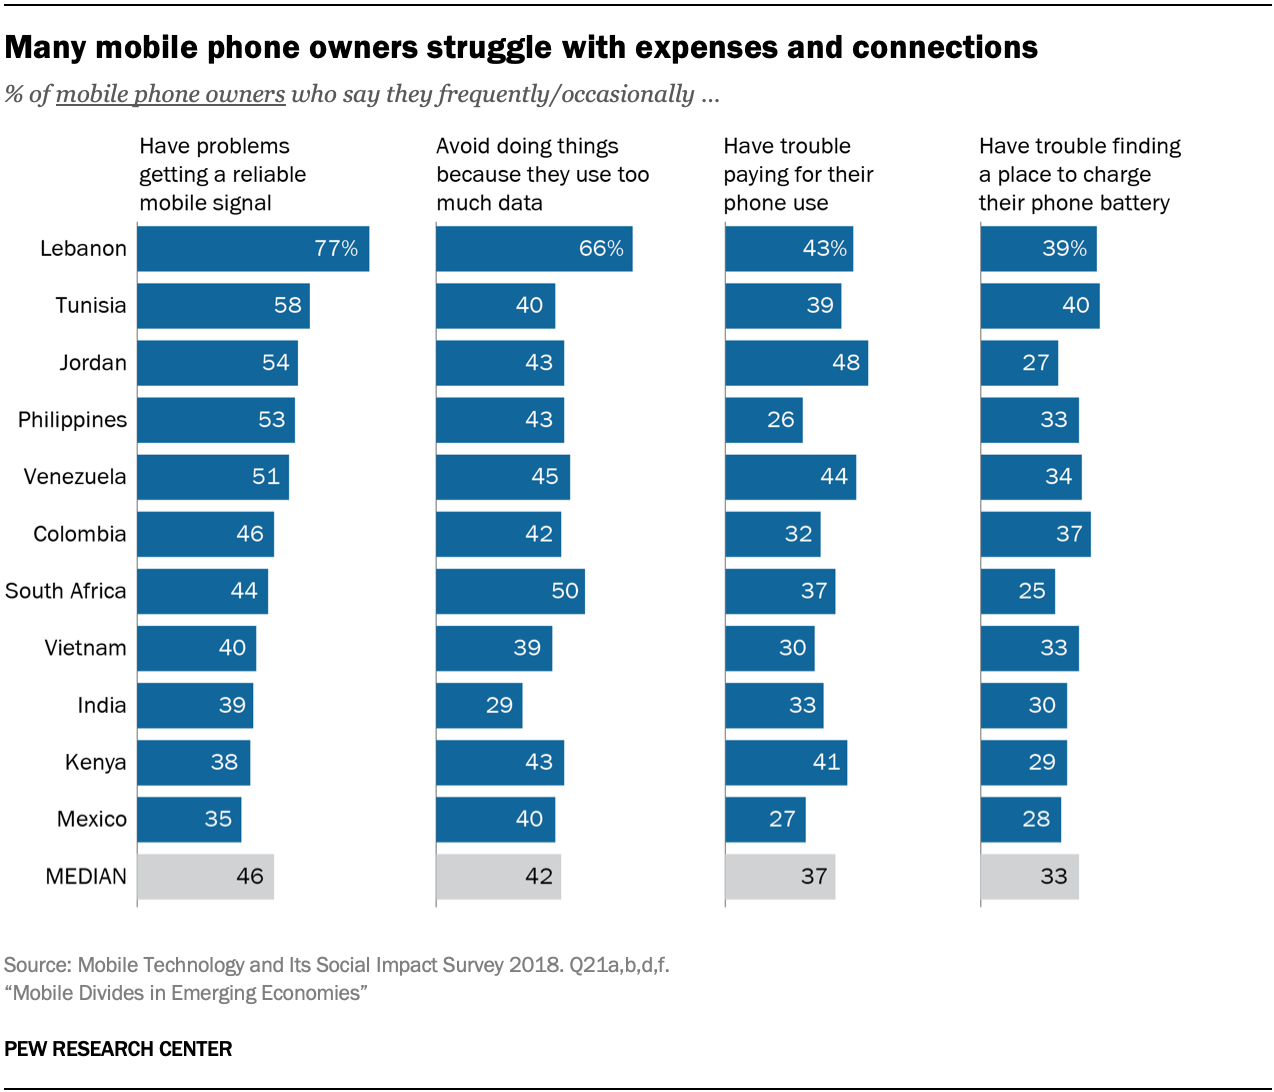 Many mobile phone owners struggle with expenses and connections
% of mobile phone owners who say they frequently/occasionally ...
Have problems
getting a reliable
mobile signal
Avoid doing things
because they use too
much data
Have trouble
paying for their
phone use
Have trouble finding
a place to charge
their phone battery
Lebanon 77% 66% 43% 39%
Tunisia 58 40 39 40
Jordan 54 43 48 27
Philippines 53 43 26 33
Venezuela 51 45 44 34
Colombia 46 42 32 37
South Africa 44 50 37 25
Vietnam 40 39 30 33
India 39 29 33 30
Kenya 38 43 41 29
Mexico 35 40 27 28
MEDIAN 46 42 37 33
Source: Mobile Technology and Its Social Impact Survey 2018. Q21a,b,d,f.
“Mobile Divides in Emerging Economies”
PEW RESEARCH CENTER